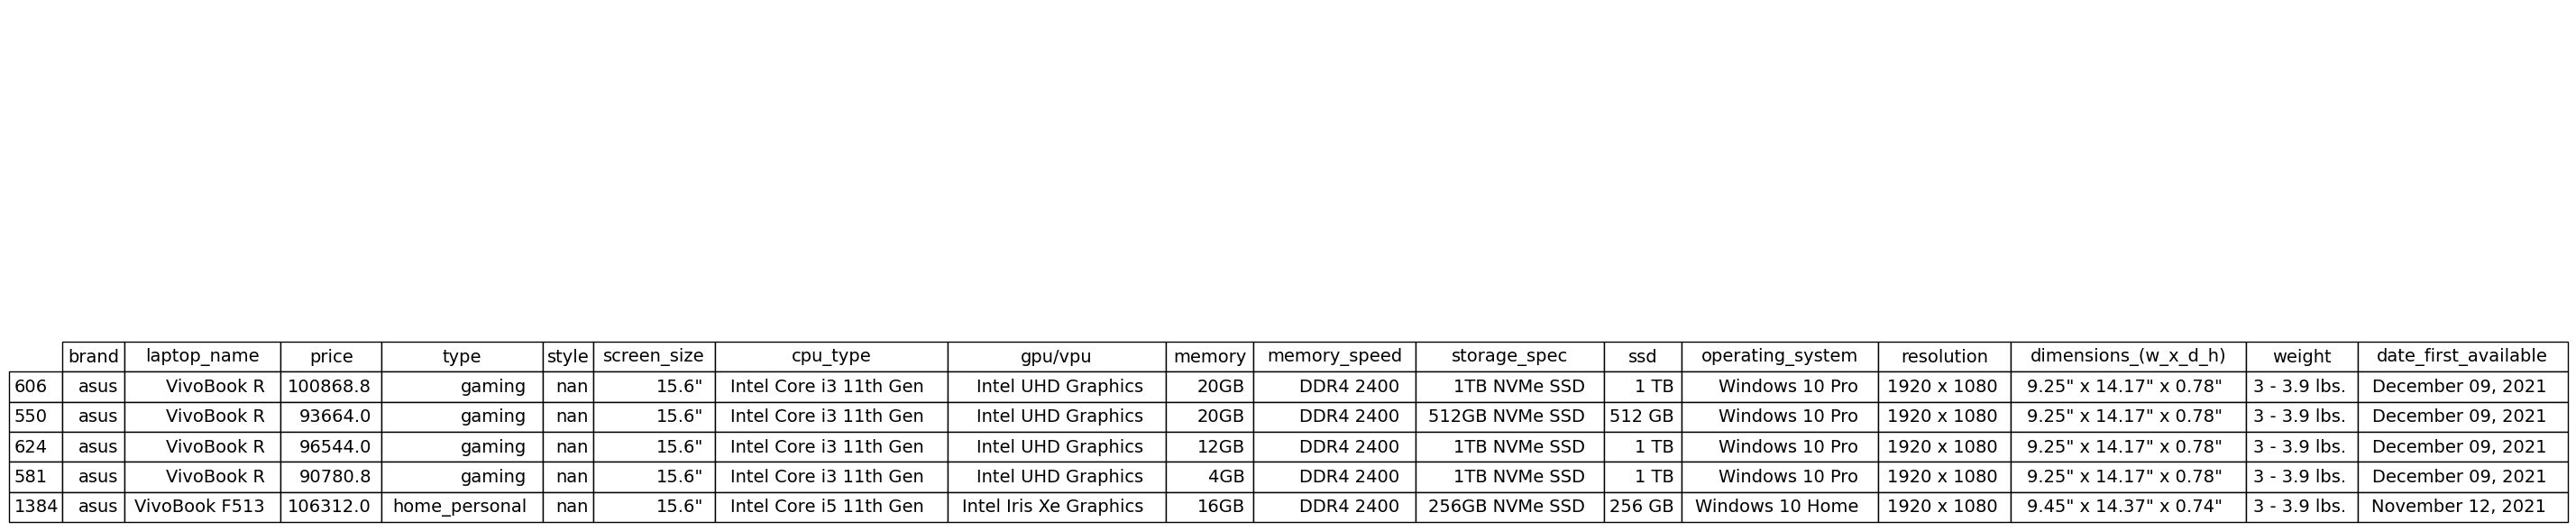 brand laptop_name price type style screen_size cpu_type gpu/vpu memory memory_speed storage_spec ssd operating_system resolution dimensions_(w_x_d_h) weight date_first_available
606 asus VivoBook R 100868.8 gaming nan 15.6" Intel Core i3 11th Gen Intel UHD Graphics 20GB DDR4 2400 1TB NVMe SSD 1 TB Windows 10 Pro 1920 x 1080 9.25" x 14.17" x 0.78" 3 - 3.9 lbs. December 09, 2021
550 asus VivoBook R 93664.0 gaming nan 15.6" Intel Core i3 11th Gen Intel UHD Graphics 20GB DDR4 2400 512GB NVMe SSD 512 GB Windows 10 Pro 1920 x 1080 9.25" x 14.17" x 0.78" 3 - 3.9 lbs. December 09, 2021
624 asus VivoBook R 96544.0 gaming nan 15.6" Intel Core i3 11th Gen Intel UHD Graphics 12GB DDR4 2400 1TB NVMe SSD 1 TB Windows 10 Pro 1920 x 1080 9.25" x 14.17" x 0.78" 3 - 3.9 lbs. December 09, 2021
581 asus VivoBook R 90780.8 gaming nan 15.6" Intel Core i3 11th Gen Intel UHD Graphics 4GB DDR4 2400 1TB NVMe SSD 1 TB Windows 10 Pro 1920 x 1080 9.25" x 14.17" x 0.78" 3 - 3.9 lbs. December 09, 2021
1384 asus VivoBook F513 106312.0 home_personal nan 15.6" Intel Core i5 11th Gen Intel Iris Xe Graphics 16GB DDR4 2400 256GB NVMe SSD 256 GB Windows 10 Home 1920 x 1080 9.45" x 14.37" x 0.74" 3 - 3.9 lbs. November 12, 2021